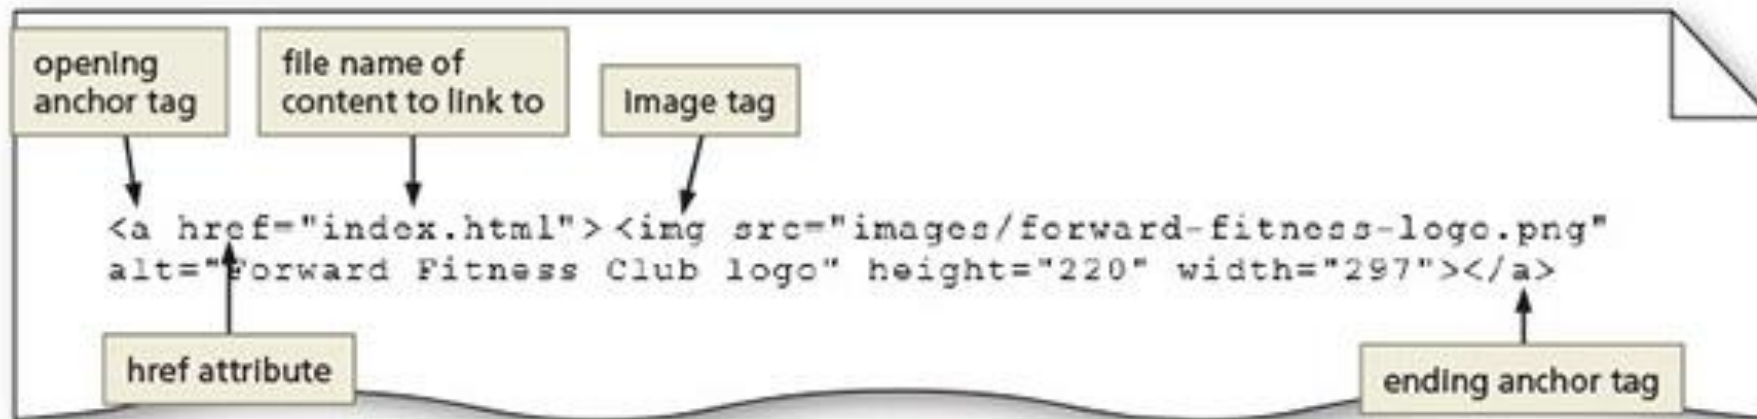 opening
anchor tag
file name of
content to link to
image tag
<a href="index.html"><img src="images/forward-fitness-logo.png"
alt="Forward Fitness Club logo" height="220" width="297"></a>
href attribute
ending anchor tag